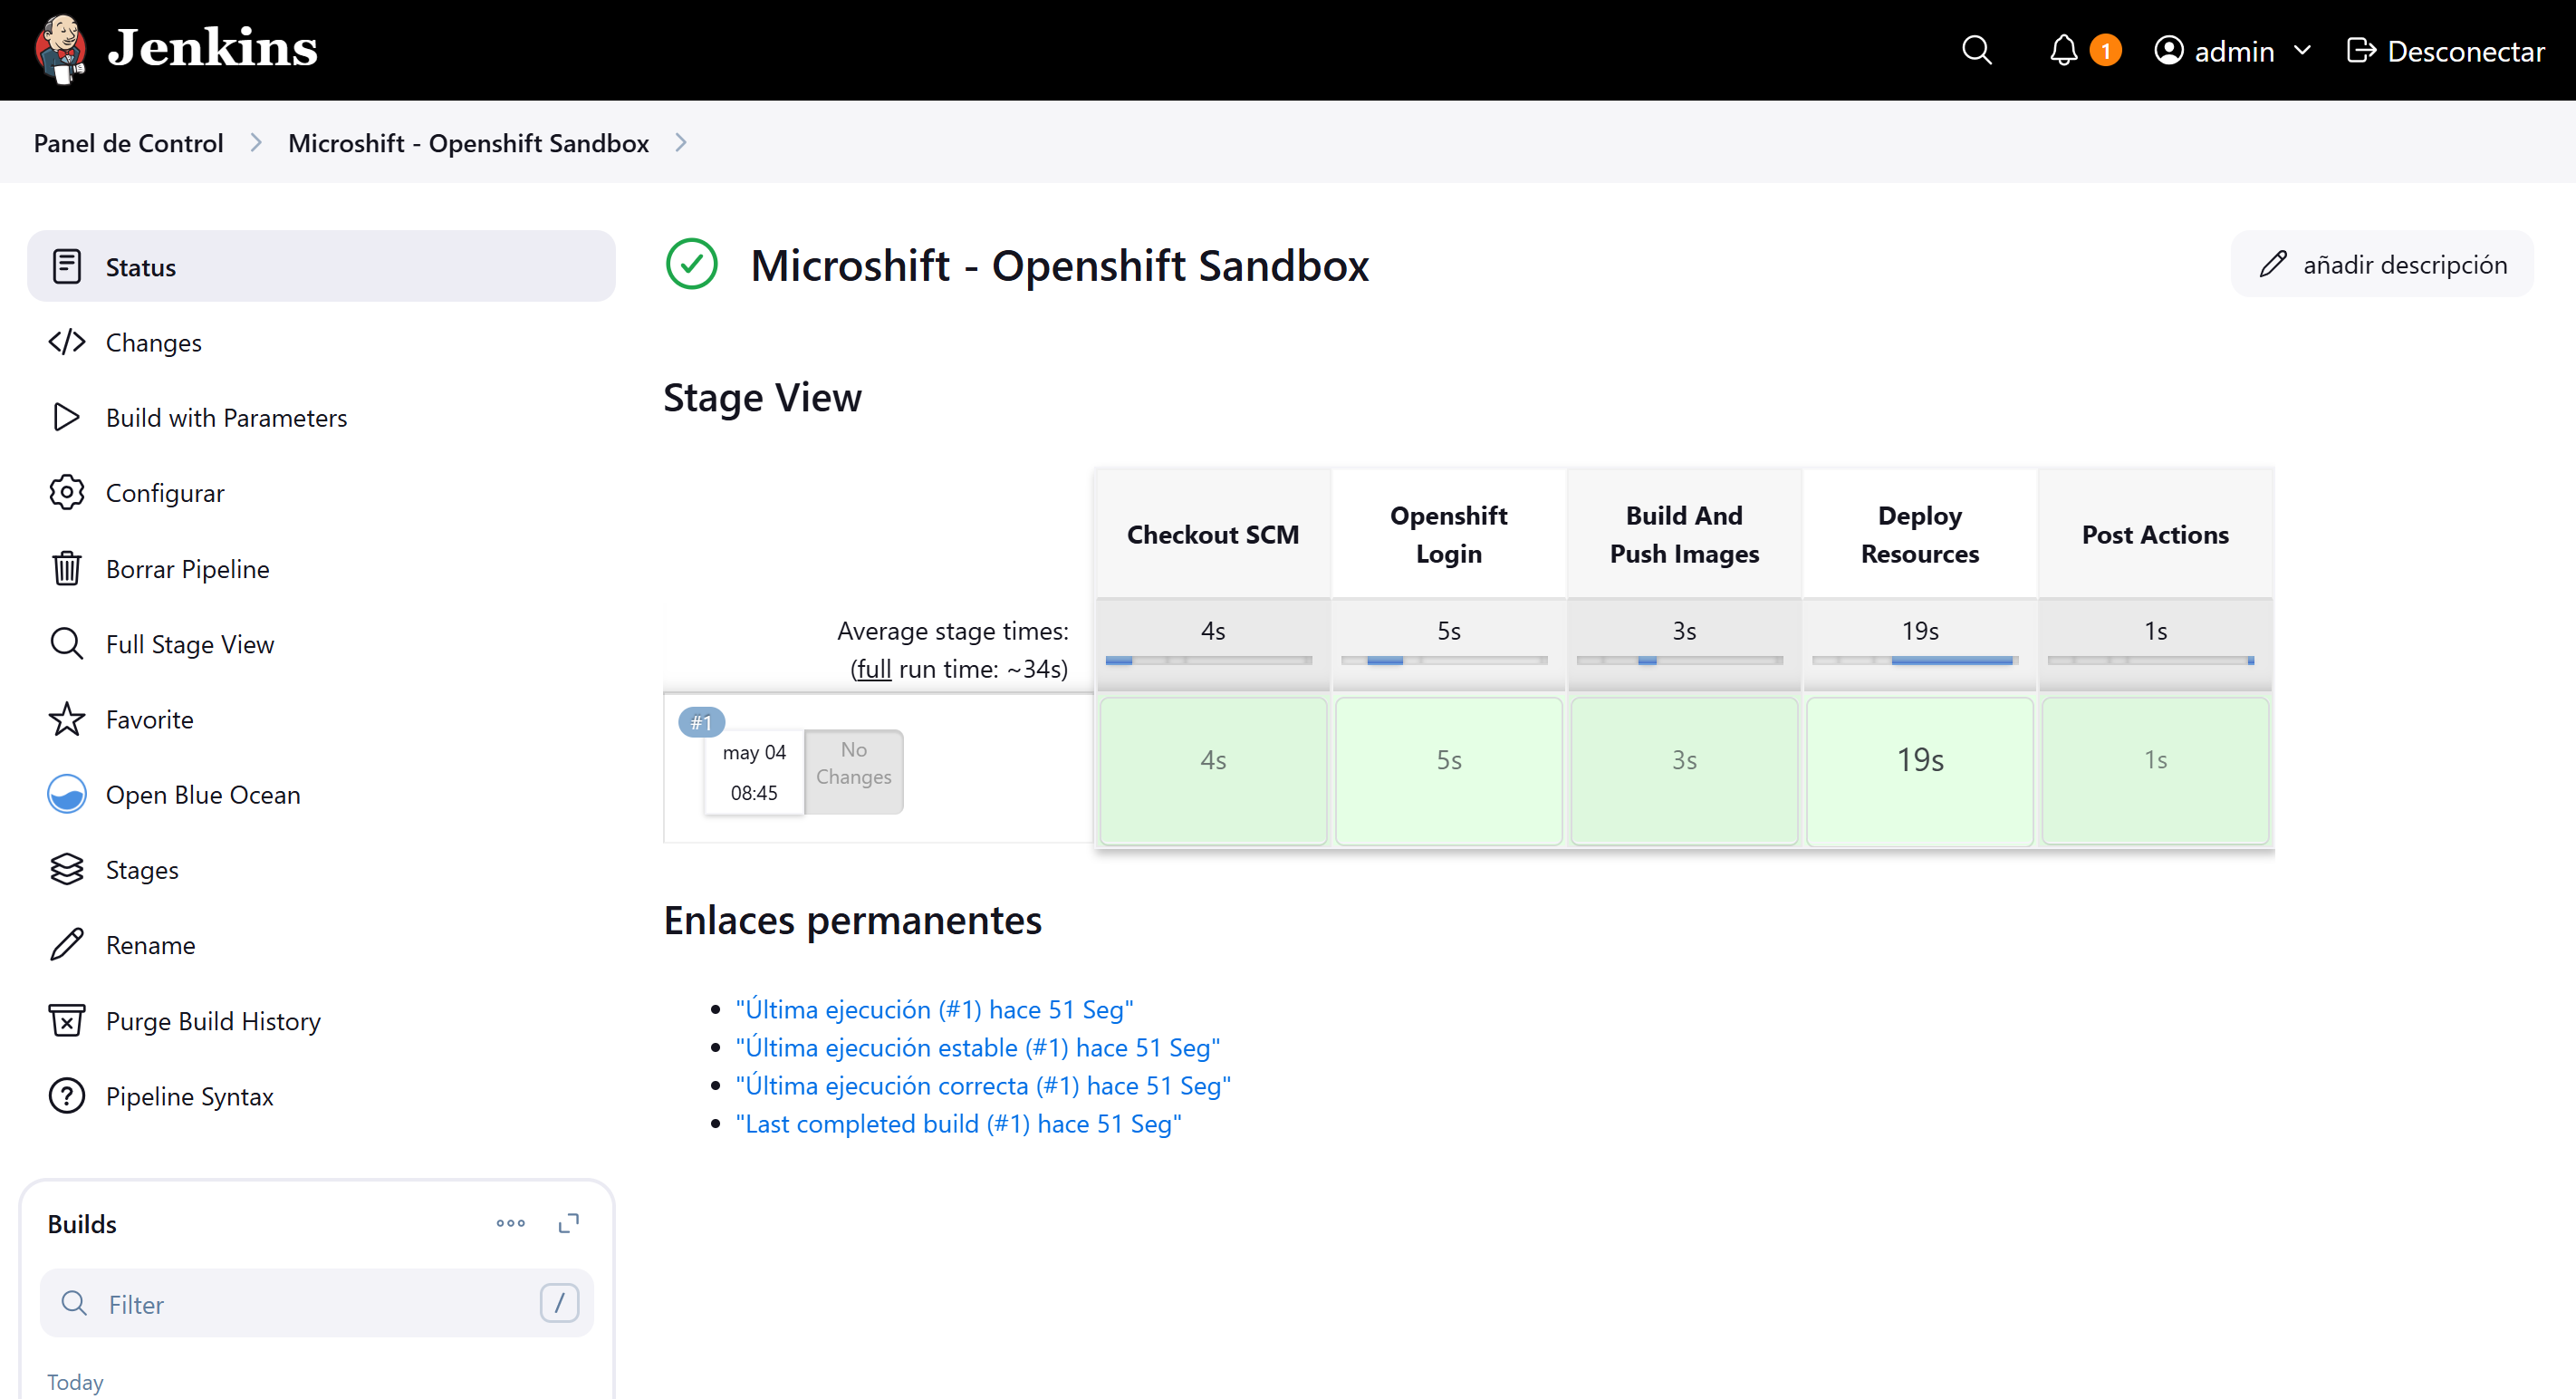 Jenkins
1
admin
Desconectar
Panel de Control
Microshift - Openshift Sandbox
Status
Changes
Build with Parameters
Configurar
Borrar Pipeline
Full Stage View
Favorite
Open Blue Ocean
Stages
Rename
Purge Build History
Pipeline Syntax
Builds
Filter
/
Today
Microshift - Openshift Sandbox
añadir descripción
Stage View
Checkout SCM
Openshift
Login
Build And
Push Images
Deploy
Resources
Post Actions
Average stage times:
(full run time: ~34s)
4s
5s
3s
19s
1s
#1
may 04
08:45
No
Changes
4s
5s
3s
19s
1s
Enlaces permanentes
"Última ejecución (#1) hace 51 Seg"
"Última ejecución estable (#1) hace 51 Seg"
"Última ejecución correcta (#1) hace 51 Seg"
"Last completed build (#1) hace 51 Seg"